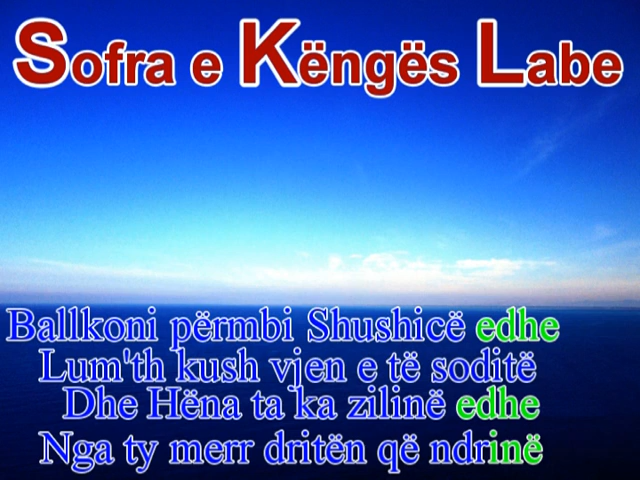 Sofra e Këngës Labe
Ballkoni përmbi Shushicë edhe
Lum'th kush vjen e të soditë
Dhe Hëna ta ka zilinë edhe
Nga ty merr dritën që ndrinë